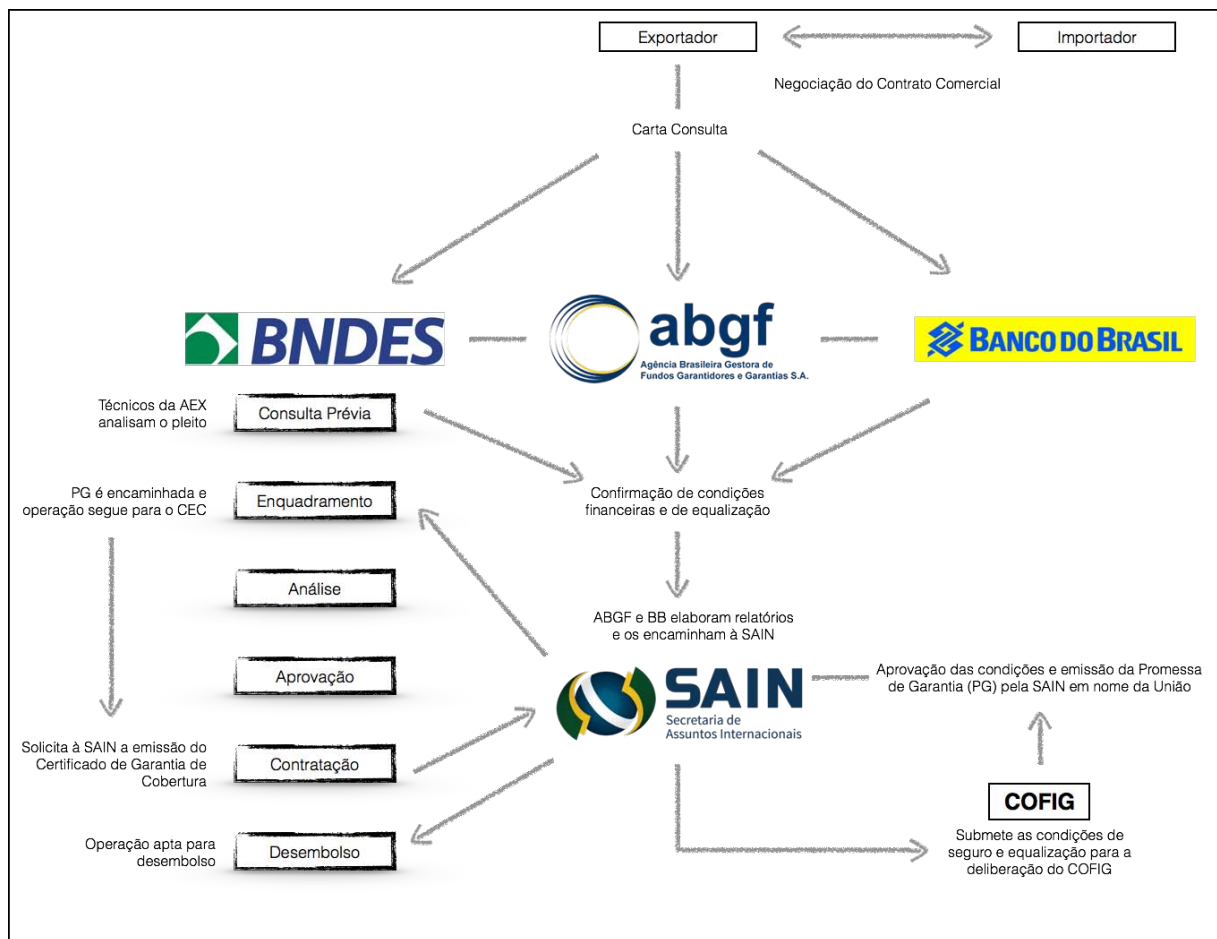 Exportador
Importador
Negociação do Contrato Comercial
Carta Consulta
BNDES
abgf
Agência Brasileira Gestora de
Fundos Garantidores e Garantias S.A.
BANCO DO BRASIL
Técnicos da AEX
analisam o pleito
Consulta Prévia
PG é encaminhada e
operação segue para o CEC
Enquadramento
Confirmação de condições
financeiras e de equalização
Análise
ABGF e BB elaboram relatórios
e os encaminham à SAIN
Aprovação
SAIN
Secretaria de
Assuntos Internacionais
Aprovação das condições e emissão da Promessa
de Garantia (PG) pela SAIN em nome da União
Solicita à SAIN a emissão do
Certificado de Garantia de
Cobertura
Contratação
COFIG
Submete as condições de
seguro e equalização para a
deliberação do COFIG
Operação apta para
desembolso
Desembolso